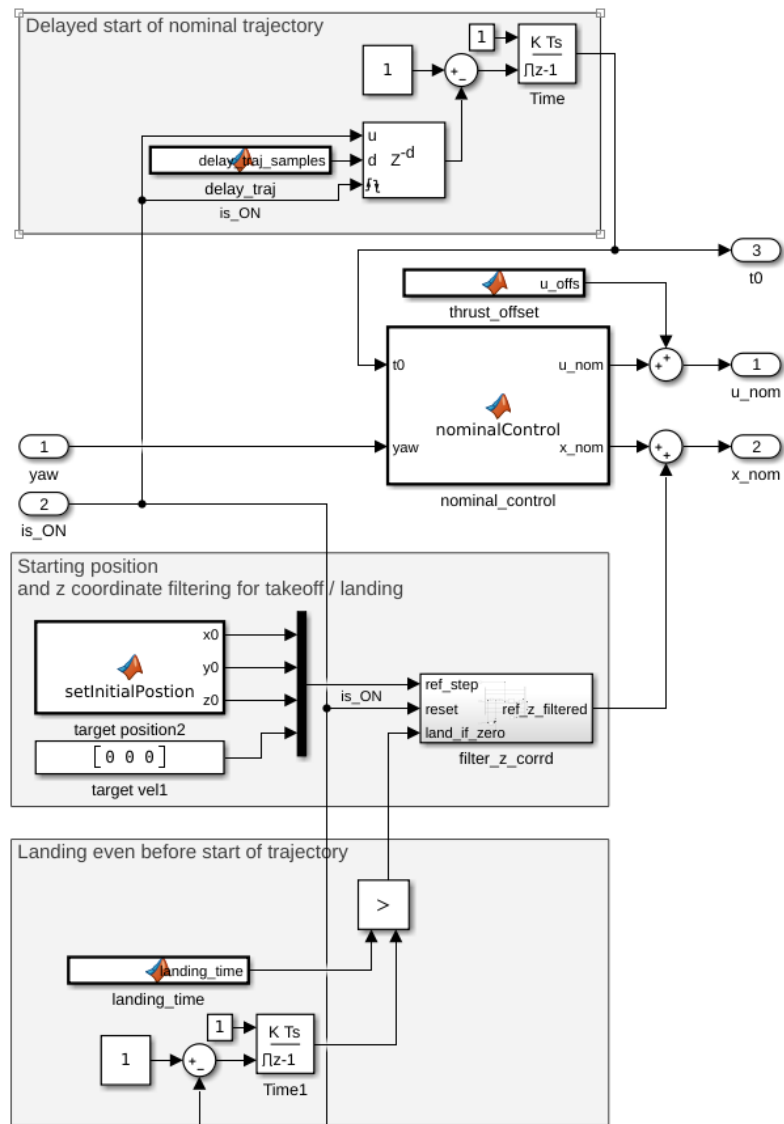 Delayed start of nominal trajectory
1
K Ts
1
+
−
z-1
Time
u
delay_traj_samples
d
Z-d
delay_traj
is_ON
3
t0
u_offs
thrust_offset
t0
u_nom
+
+
1
u_nom
nominalControl
1
yaw
x_nom
+
+
2
yaw
x_nom
nominal_control
2
is_ON
Starting position
and z coordinate filtering for takeoff / landing
x0
y0
setInitialPostion
z0
ref_step
is_ON
reset
ref_z_filtered
land_if_zero
target position2
filter_z_corrd
[0 0 0]
target vel1
Landing even before start of trajectory
>
landing_time
landing_time
1
K Ts
1
+
−
z-1
Time1